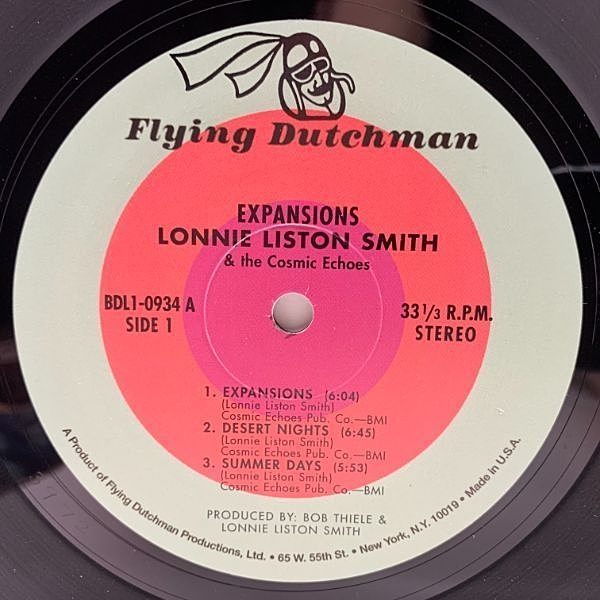 Flying Dutchman
EXPANSIONS
LONNIE LISTON SMITH
& the Cosmic Echoes
BDL1-0934 A
SIDE 1
33 1/3 R.P.M.
STEREO
1. EXPANSIONS (6:04)
(Lonnie Liston Smith)
Cosmic Echoes Pub. Co.—BMI
2. DESERT NIGHTS (6:45)
(Lonnie Liston Smith)
Cosmic Echoes Pub. Co.—BMI
3. SUMMER DAYS (5:53)
(Lonnie Liston Smith)
Cosmic Echoes Pub. Co.—BMI
PRODUCED BY: BOB THIELE &
LONNIE LISTON SMITH
A Product of Flying Dutchman Productions, Ltd. • 65 W. 55th St. • New York, N.Y. 10019 • Made in U.S.A.